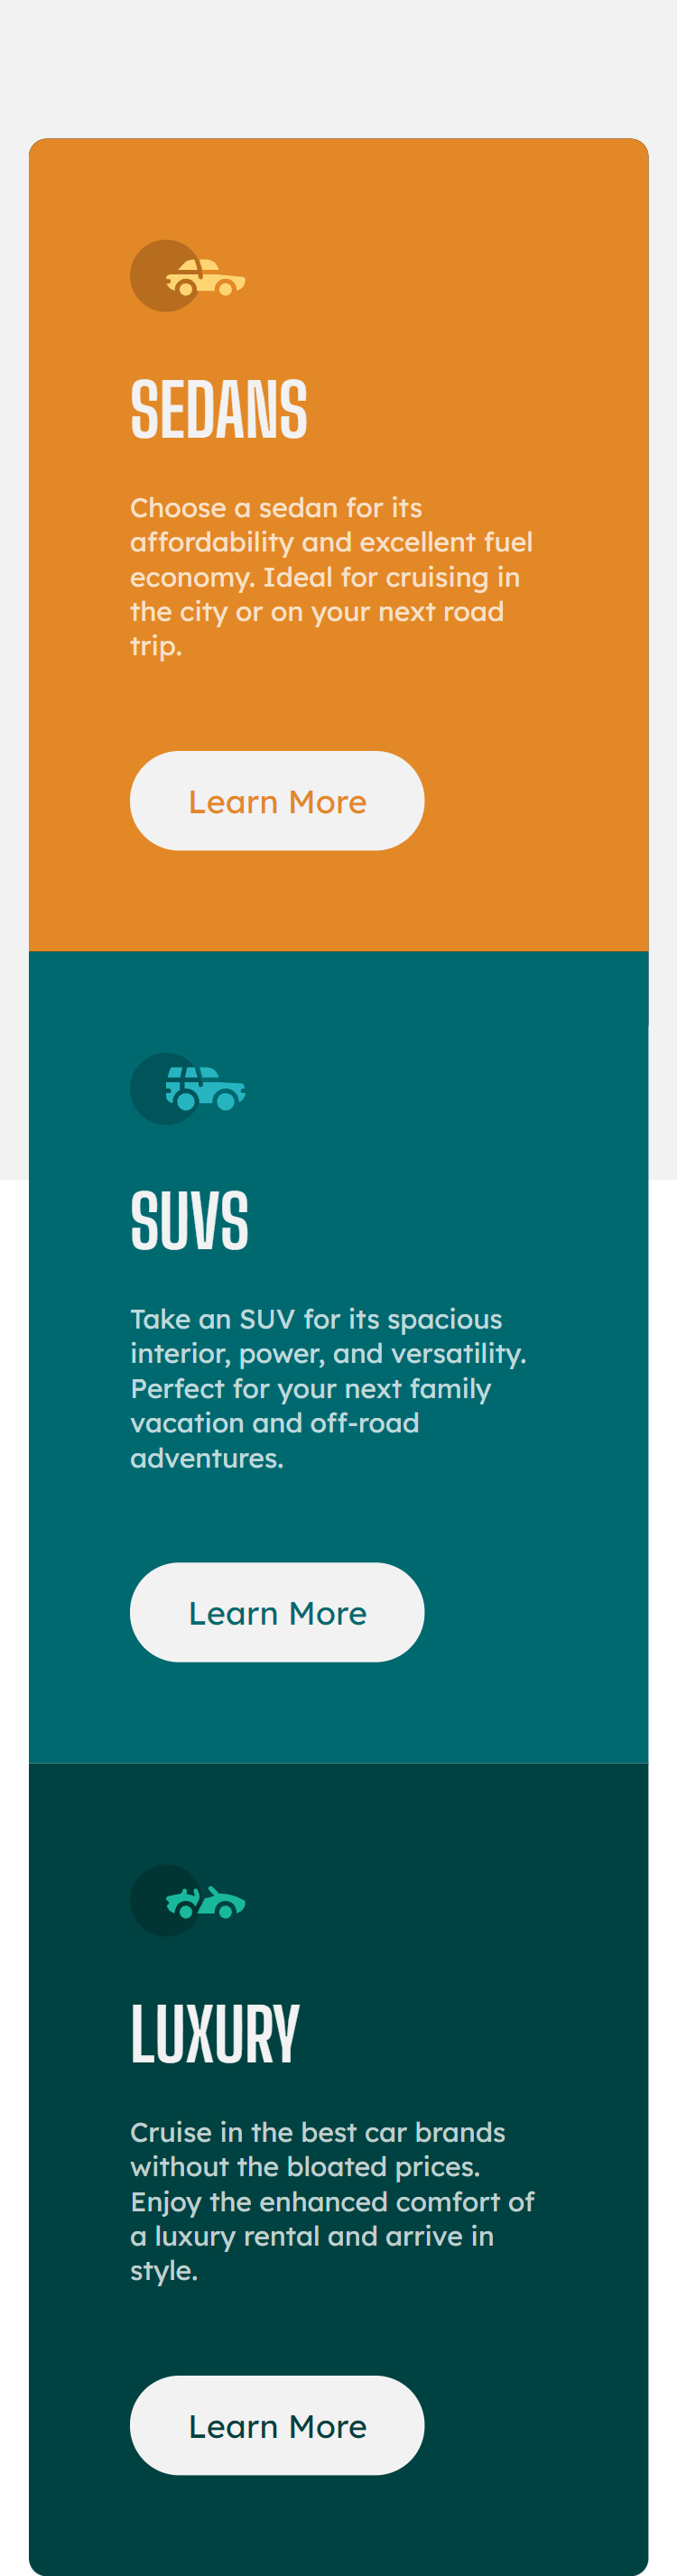 SEDANS
Choose a sedan for its
affordability and excellent fuel
economy. Ideal for cruising in
the city or on your next road
trip.
Learn More
SUVS
Take an SUV for its spacious
interior, power, and versatility.
Perfect for your next family
vacation and off-road
adventures.
Learn More
LUXURY
Cruise in the best car brands
without the bloated prices.
Enjoy the enhanced comfort of
a luxury rental and arrive in
style.
Learn More